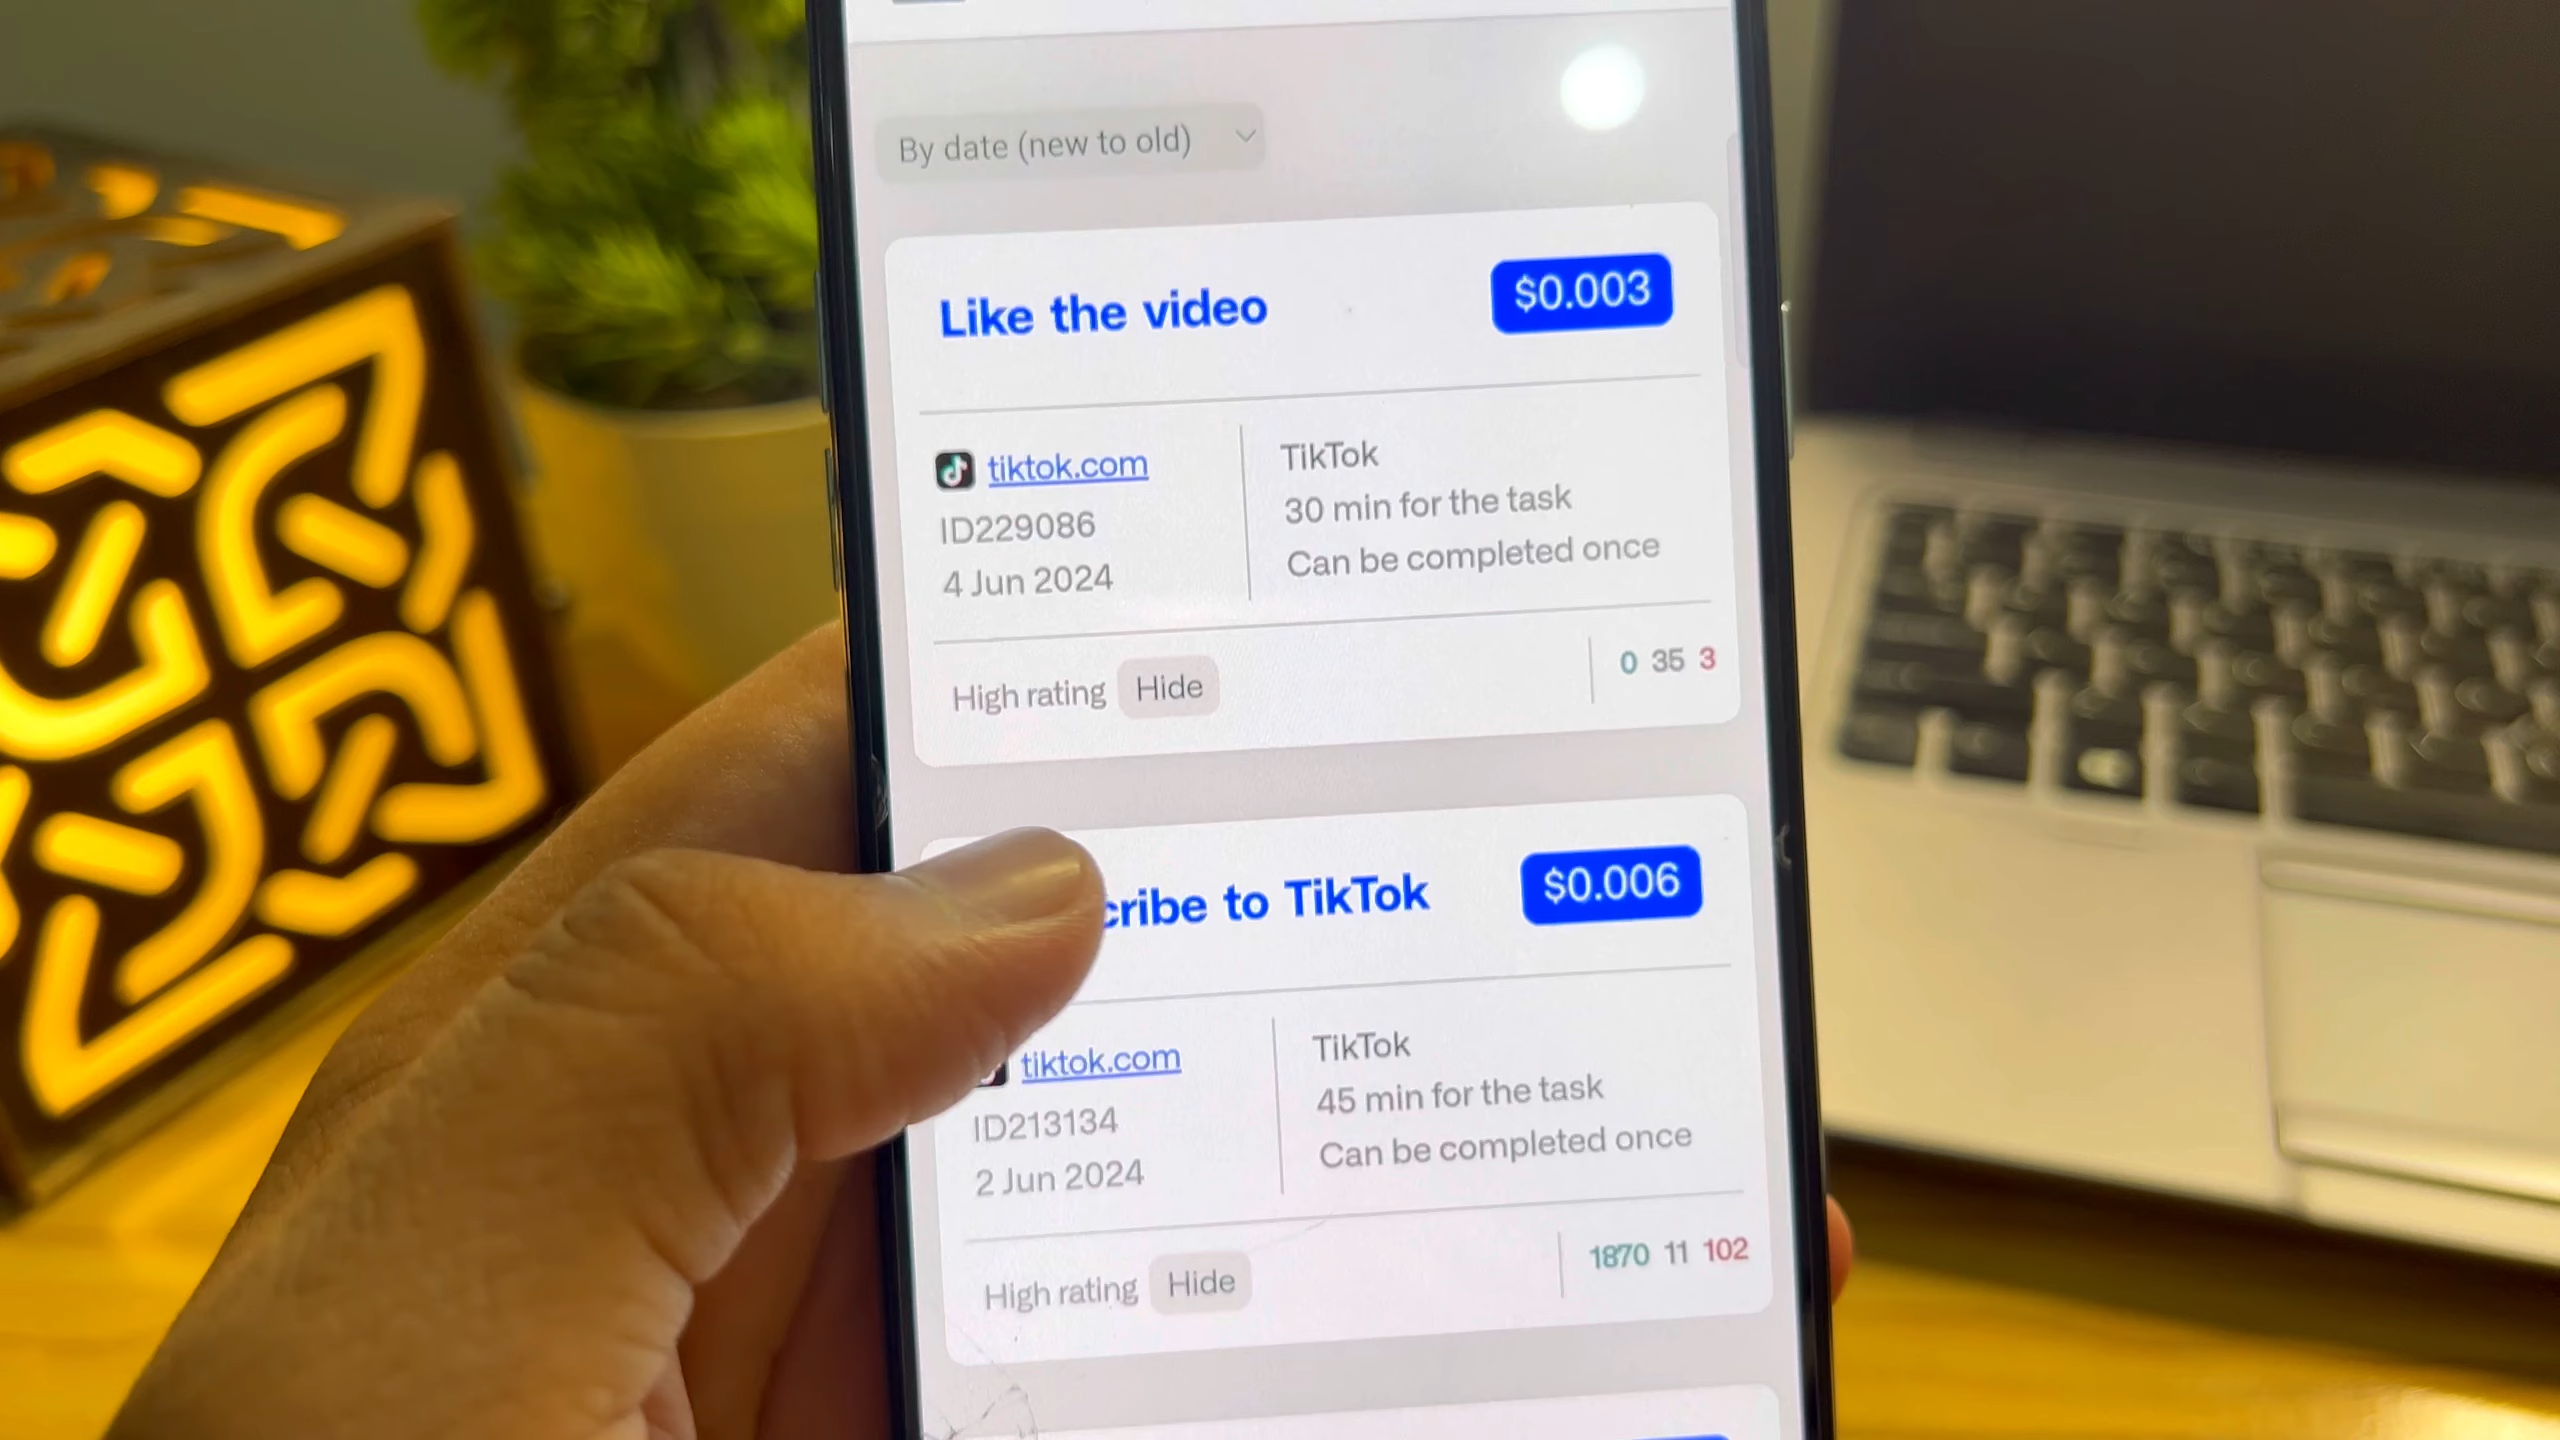 By date (new to old)
Like the video
$0.003
tiktok.com
ID229086
4 Jun 2024
TikTok
30 min for the task
Can be completed once
High rating Hide
0 35 3
cribe to TikTok
$0.006
tiktok.com
ID213134
2 Jun 2024
TikTok
45 min for the task
Can be completed once
High rating Hide
1870 11 102